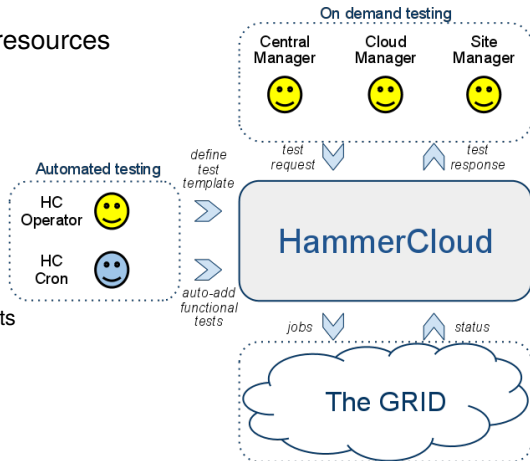 On demand testing
resources
Central
Manager
Cloud
Manager
Site
Manager
test
request
test
response
define
test
template
Automated testing
HC
Operator
HC
Cron
HammerCloud
auto-add
functional
tests
ts
jobs
status
The GRID